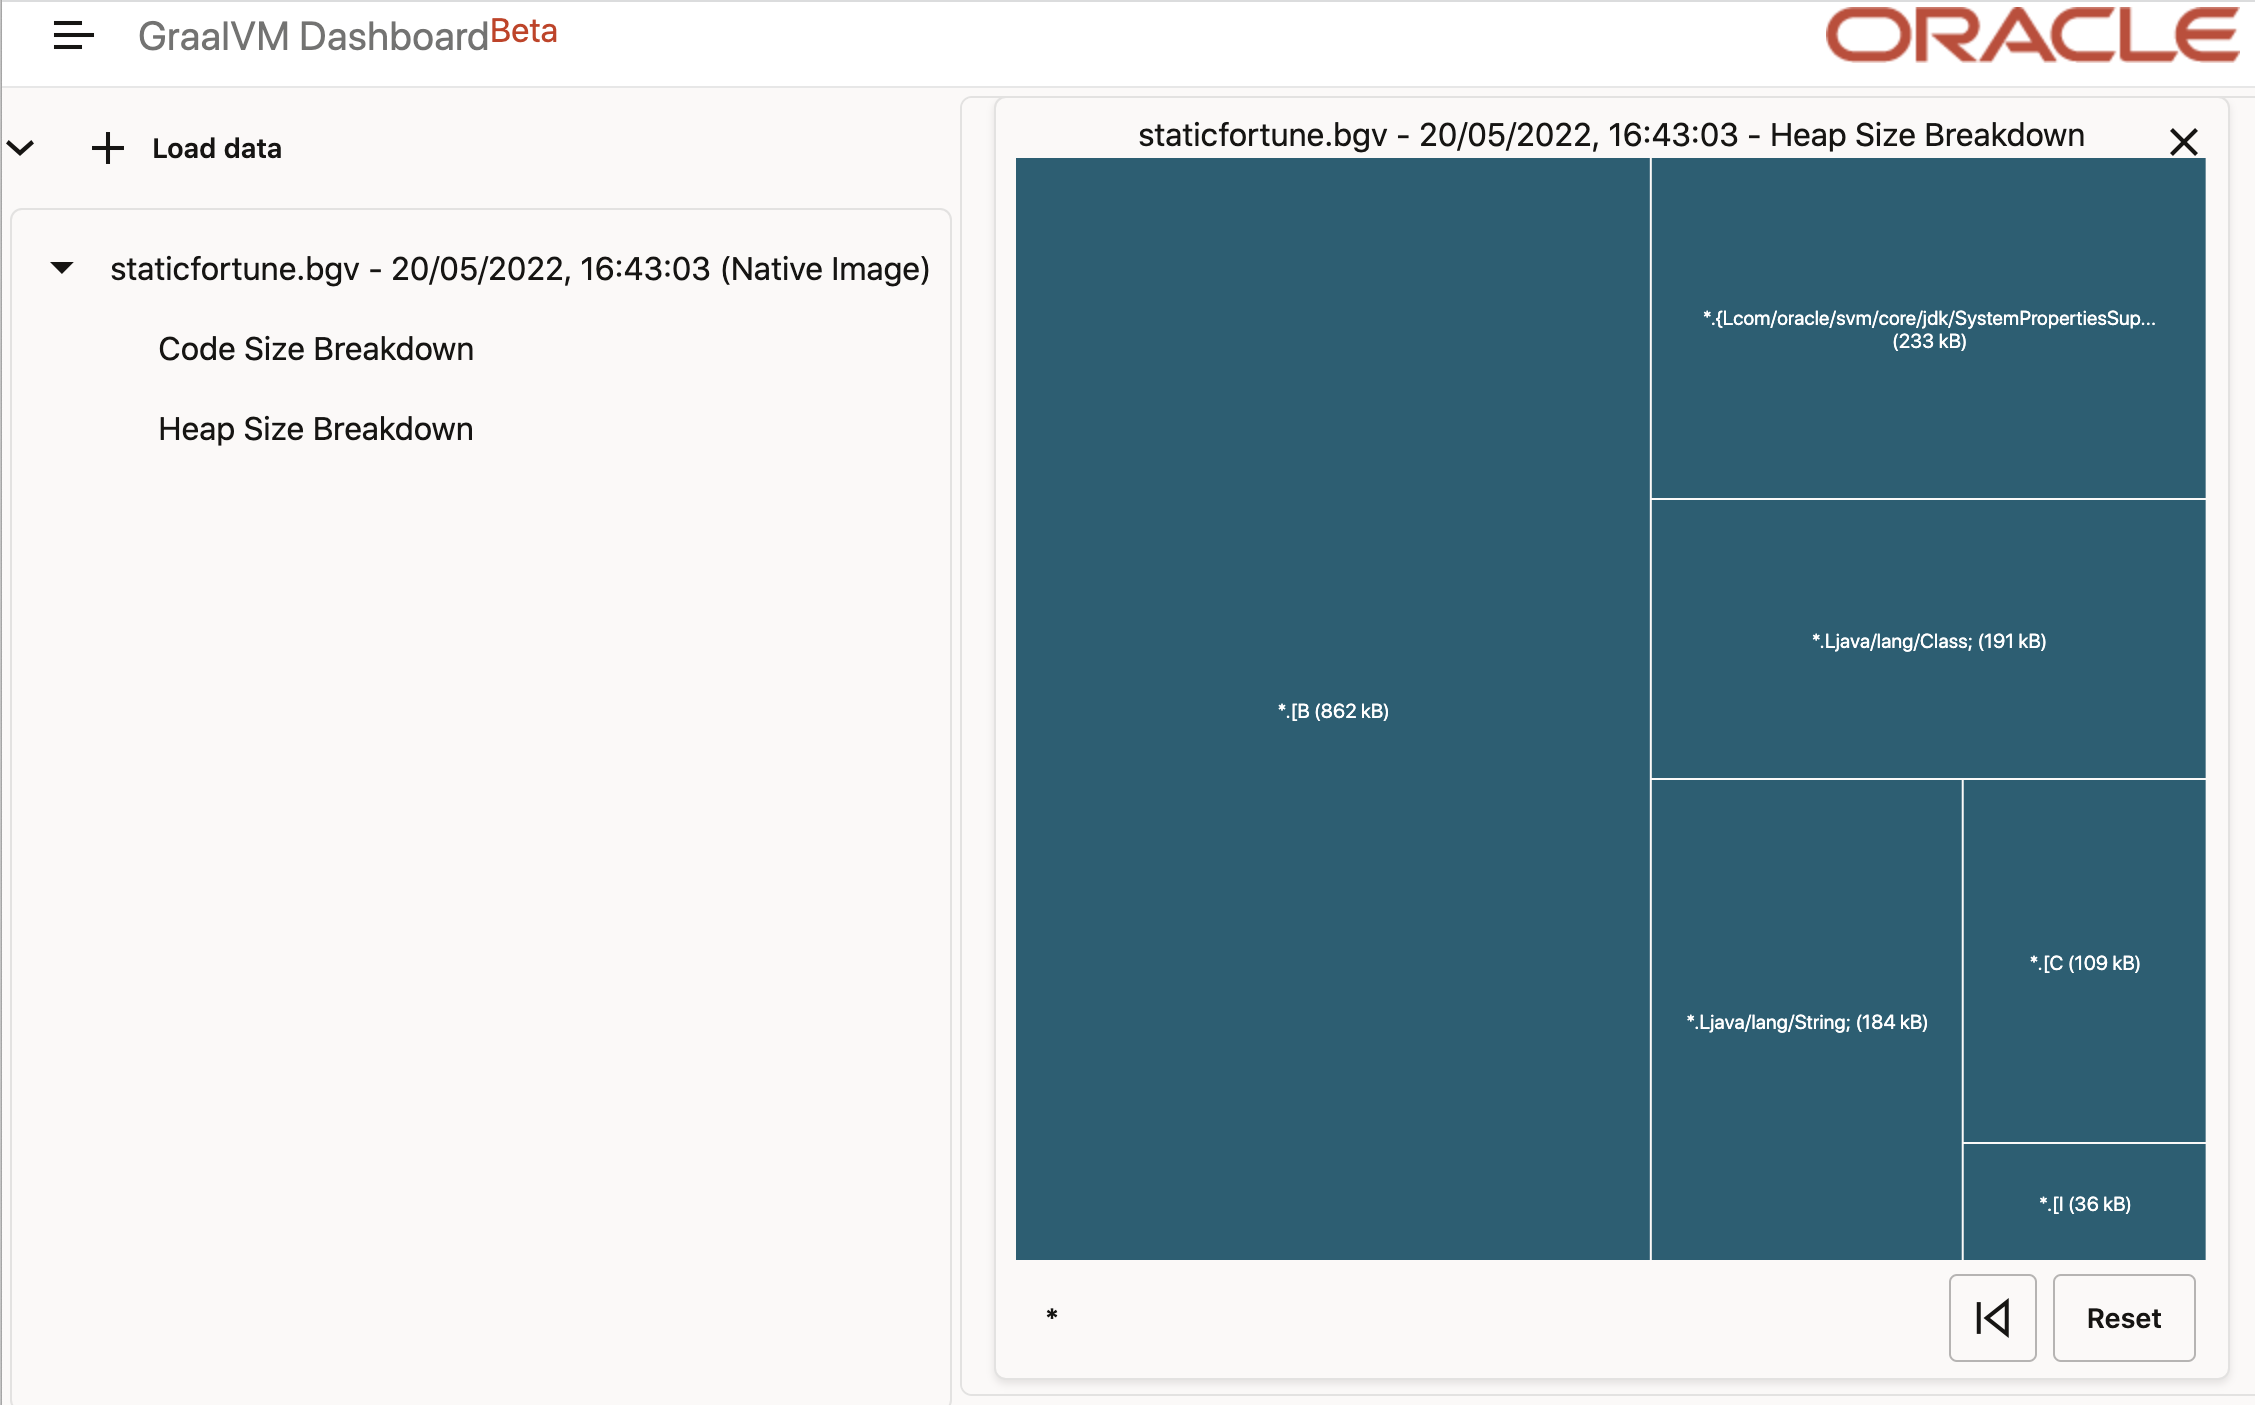 GraalVM Dashboard Beta
ORACLE
Load data
staticfortune.bgv - 20/05/2022, 16:43:03 (Native Image)
Code Size Breakdown
Heap Size Breakdown
staticfortune.bgv - 20/05/2022, 16:43:03 - Heap Size Breakdown
*.[B (862 kB)
*.{Lcom/oracle/svm/core/jdk/SystemPropertiesSup...
(233 kB)
*.Ljava/lang/Class; (191 kB)
*.Ljava/lang/String; (184 kB)
*.[C (109 kB)
*.[I (36 kB)
*
Reset